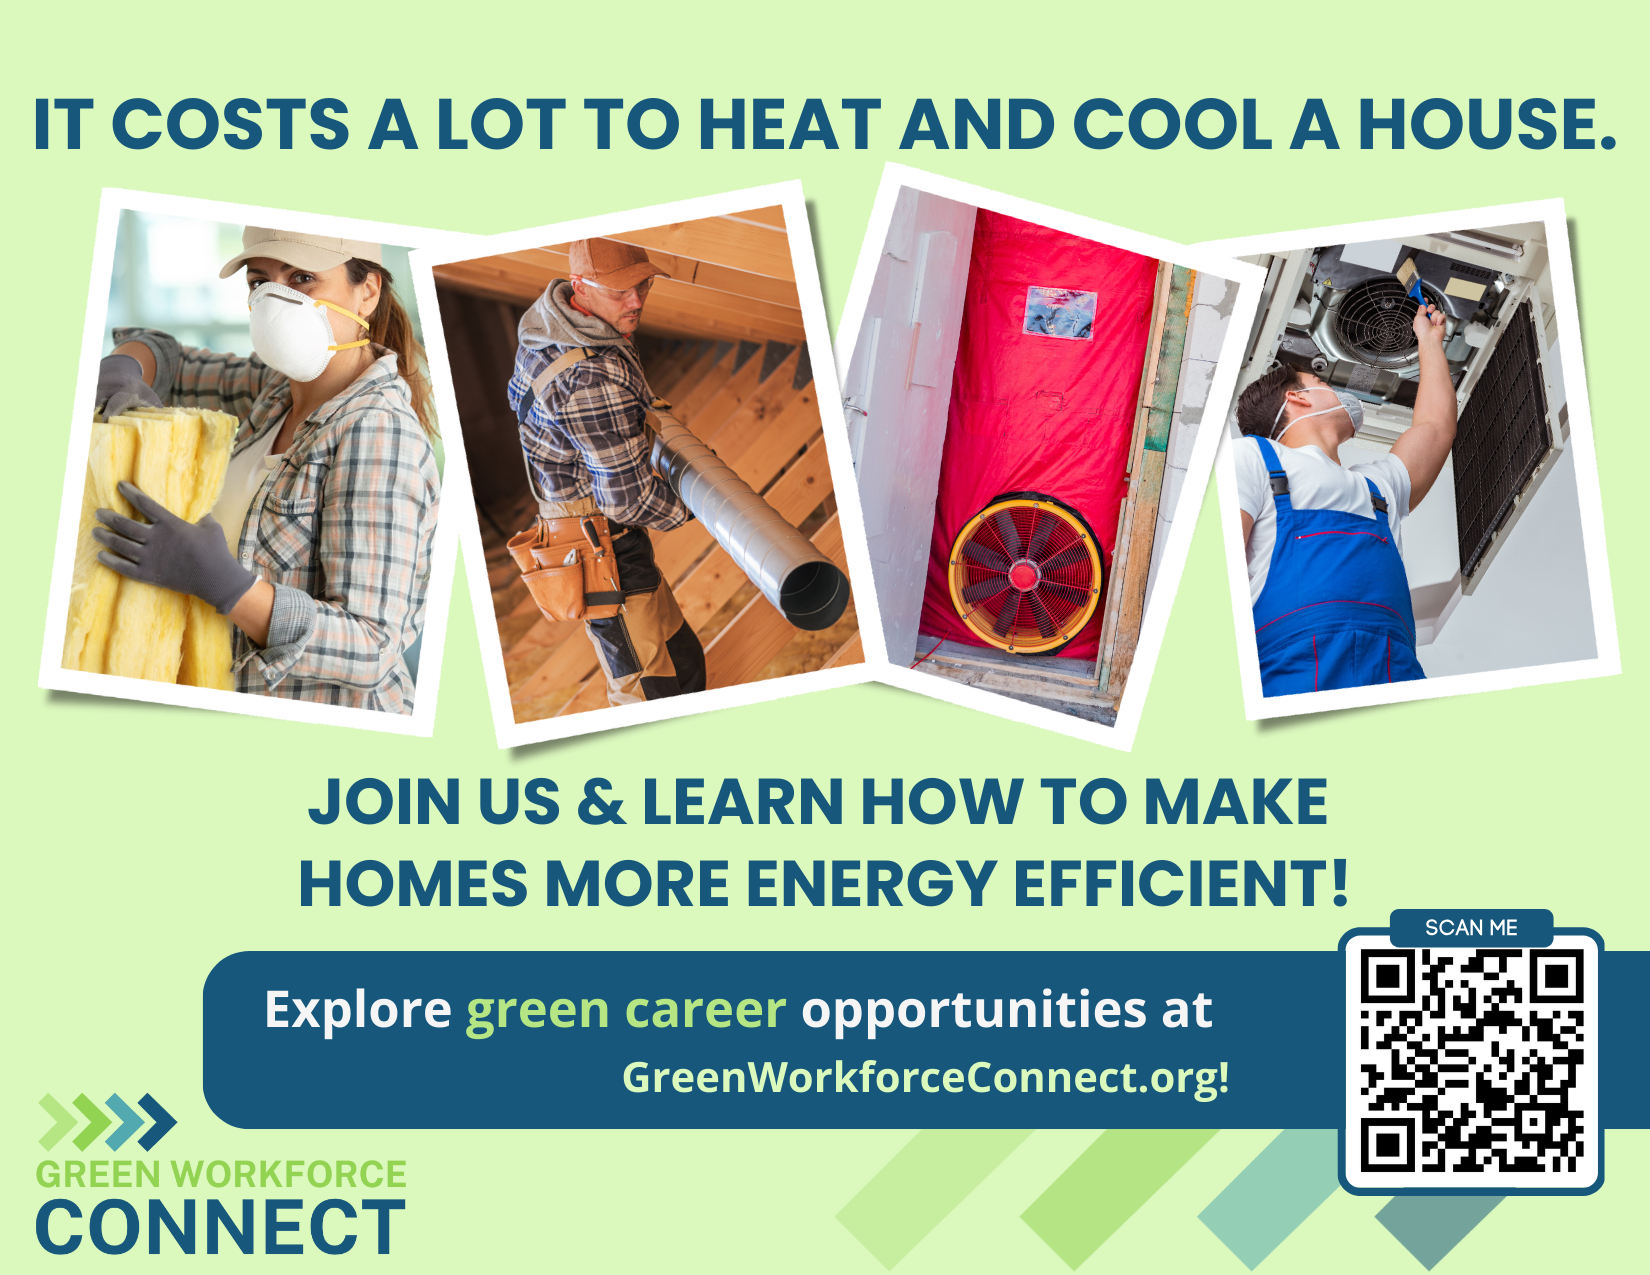 IT COSTS A LOT TO HEAT AND COOL A HOUSE.
JOIN US & LEARN HOW TO MAKE
HOMES MORE ENERGY EFFICIENT!
SCAN ME
Explore green career opportunities at
GreenWorkforceConnect.org!
GREEN WORKFORCE
CONNECT